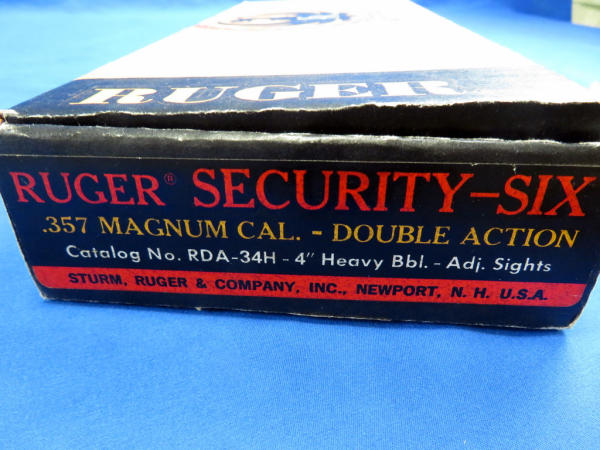 RUGER
RUGER® SECURITY-SIX
.357 MAGNUM CAL. - DOUBLE ACTION
Catalog No. RDA-34H - 4" Heavy Bbl. - Adj. Sights
STURM, RUGER & COMPANY, INC., NEWPORT, N. H. U.S.A.